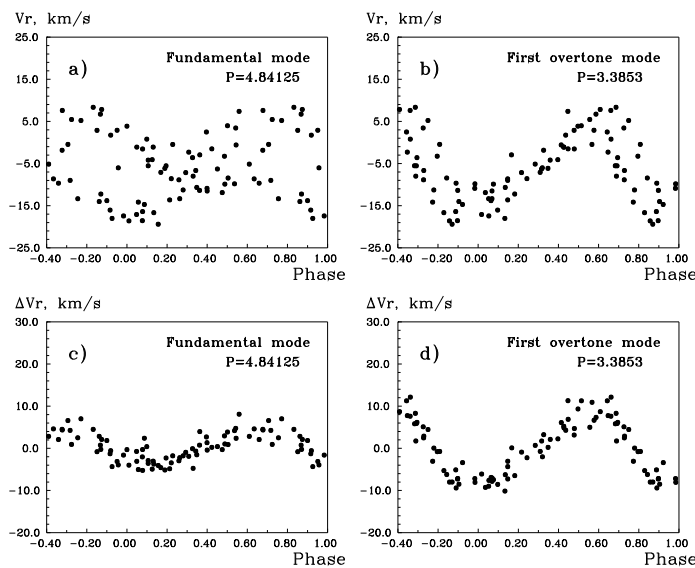 Vr, km/s
25.0
15.0
5.0
-5.0
-15.0
-25.0
a)
Fundamental mode
P=4.84125
-0.40 -0.20 0.00 0.20 0.40 0.60 0.80 1.00
Phase
Vr, km/s
25.0
15.0
5.0
-5.0
-15.0
-25.0
b)
First overtone mode
P=3.3853
-0.40 -0.20 0.00 0.20 0.40 0.60 0.80 1.00
Phase
ΔVr, km/s
30.0
20.0
10.0
0.0
-10.0
-20.0
c)
Fundamental mode
P=4.84125
-0.40 -0.20 0.00 0.20 0.40 0.60 0.80 1.00
Phase
ΔVr, km/s
30.0
20.0
10.0
0.0
-10.0
-20.0
d)
First overtone mode
P=3.3853
-0.40 -0.20 0.00 0.20 0.40 0.60 0.80 1.00
Phase